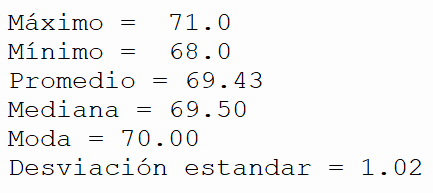 Máximo =  71.0
Mínimo =  68.0
Promedio = 69.43
Mediana = 69.50
Moda = 70.00
Desviación estandar = 1.02